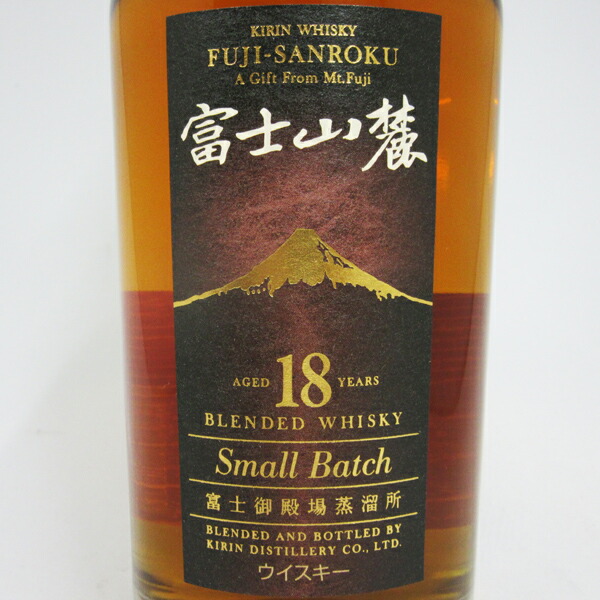 KIRIN WHISKY
FUJI-SANROKU
A Gift From Mt.Fuji
富士山麓
AGED 18 YEARS
BLENDED WHISKY
Small Batch
富士御殿場蒸溜所
BLENDED AND BOTTLED BY
KIRIN DISTILLERY CO., LTD.
ウイスキー